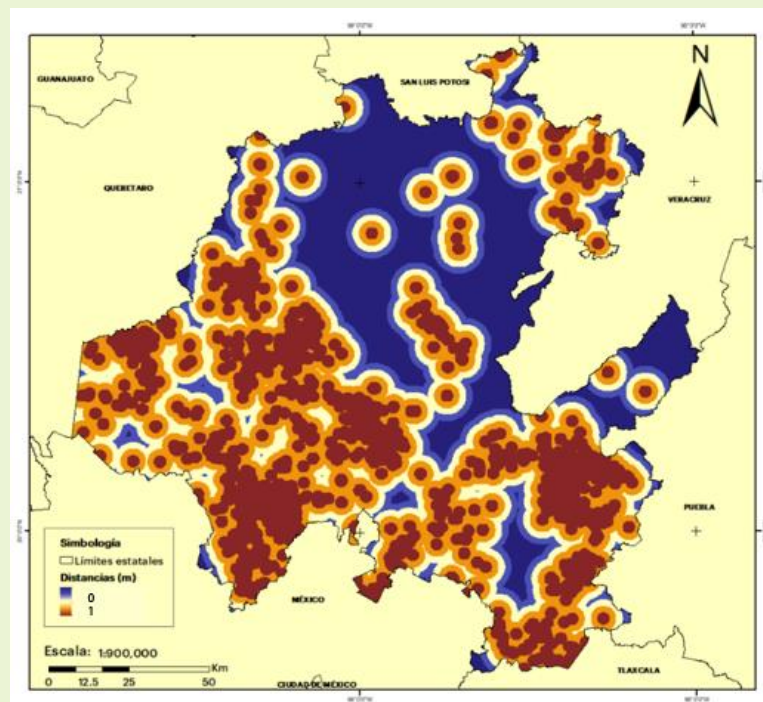 N
GUANAJUATO
SAN LUIS POTOSI
QUERETARO
VERACRUZ
PUEBLA
MÉXICO
TLAXCALA
CIUDAD DE MÉXICO
Simbología
Límites estatales
Distancias (m)
0
1
Escala: 1:900,000
Km
0 12.5 25 50